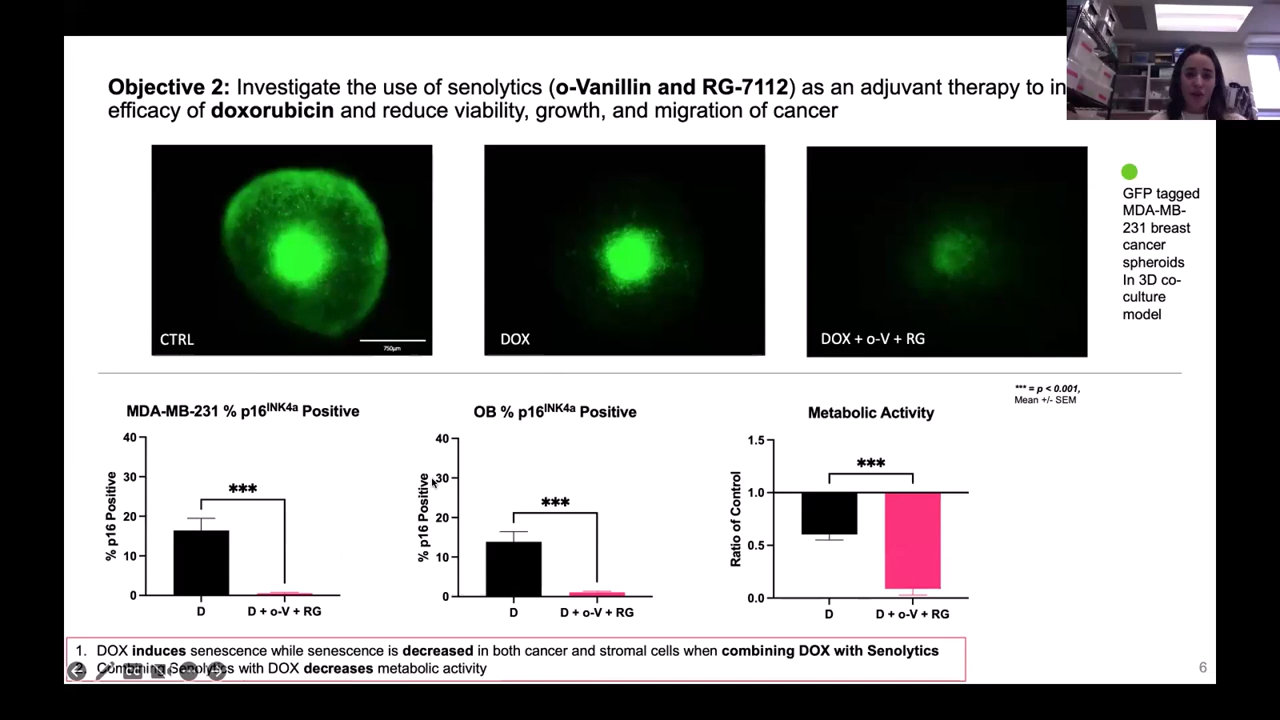 Objective 2: Investigate the use of senolytics (o-Vanillin and RG-7112) as an adjuvant therapy to in
efficacy of doxorubicin and reduce viability, growth, and migration of cancer
CTRL
750µm
DOX
DOX + o-V + RG
GFP tagged
MDA-MB-
231 breast
cancer
spheroids
In 3D co-
culture
model
*** = p < 0.001,
Mean +/- SEM
MDA-MB-231 % p16INK4a Positive
% p16 Positive
40
30
20
10
0
***
D
D + o-V + RG
OB % p16INK4a Positive
% p16 Positive
40
30
20
10
0
***
D
D + o-V + RG
Metabolic Activity
Ratio of Control
1.5
1.0
0.5
0.0
***
D
D + o-V + RG
1. DOX induces senescence while senescence is decreased in both cancer and stromal cells when combining DOX with Senolytics
2. Combining Senolytics with DOX decreases metabolic activity
6